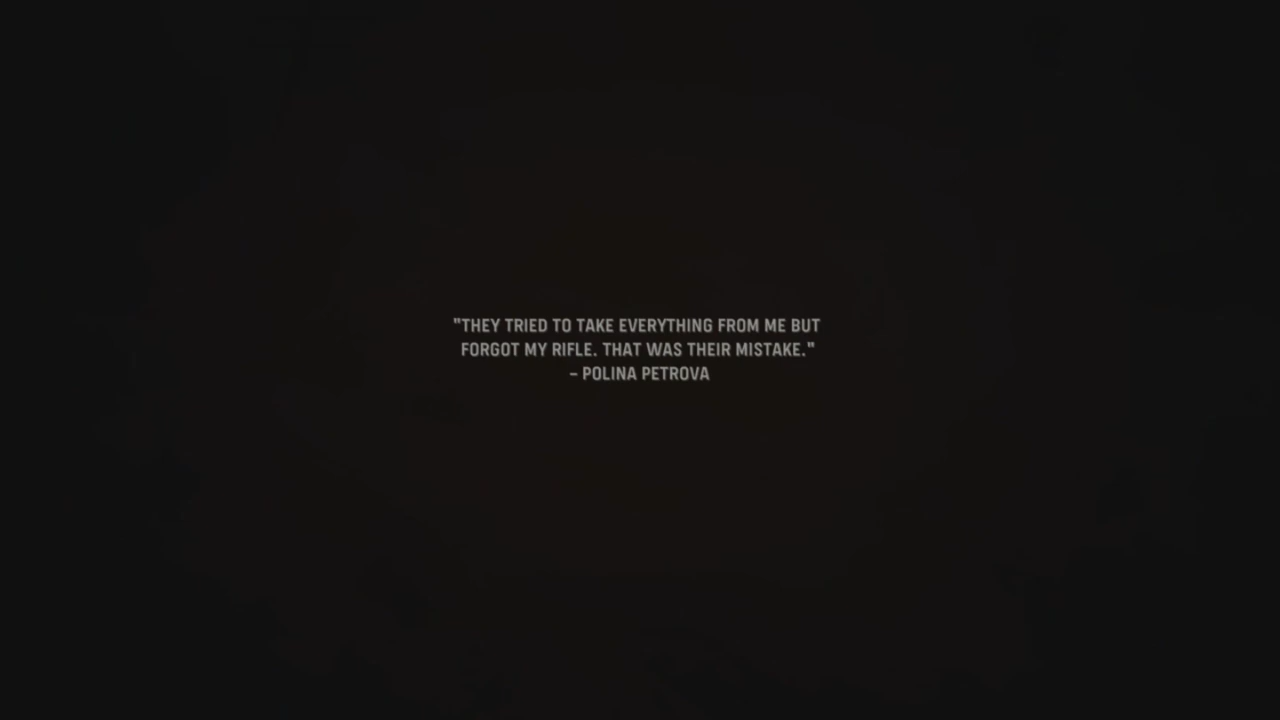 "THEY TRIED TO TAKE EVERYTHING FROM ME BUT
FORGOT MY RIFLE. THAT WAS THEIR MISTAKE."
– POLINA PETROVA